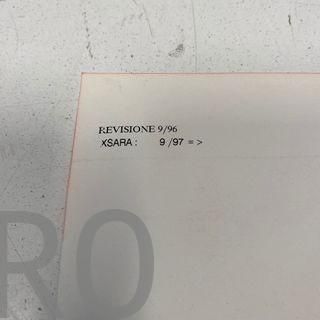 REVISIONE 9/96
XSARA : 9 /97 = >
RO